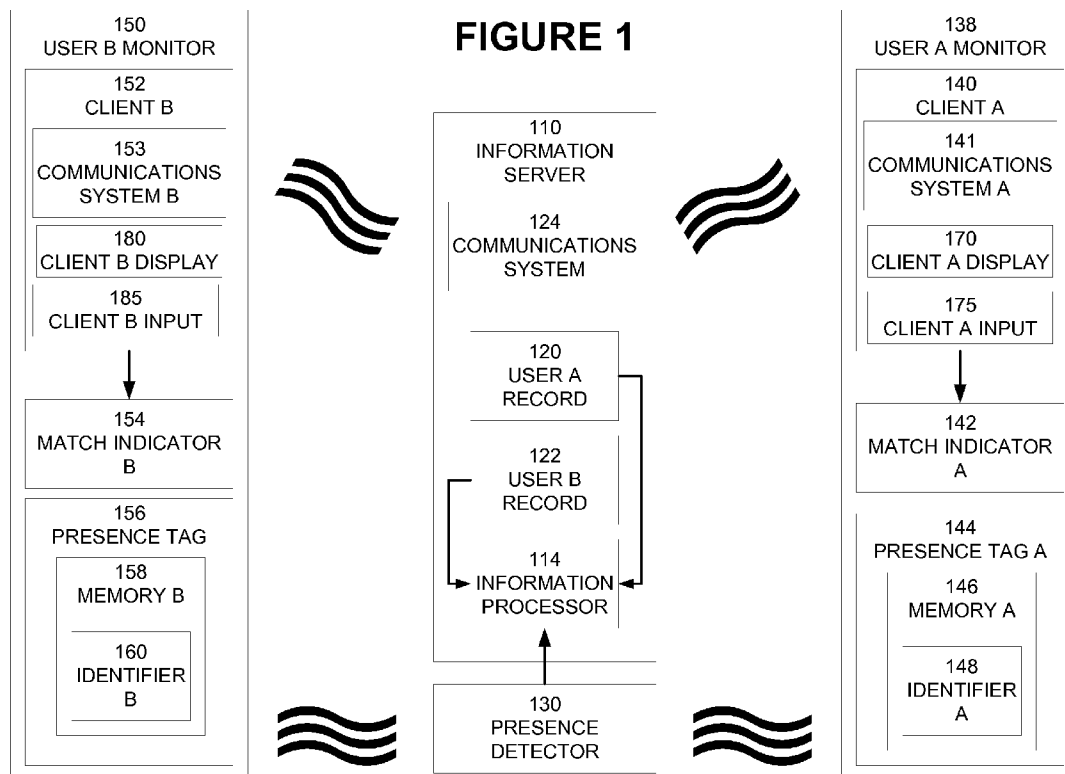 FIGURE 1
150
USER B MONITOR
152
CLIENT B
153
COMMUNICATIONS
SYSTEM B
180
CLIENT B DISPLAY
185
CLIENT B INPUT
154
MATCH INDICATOR
B
156
PRESENCE TAG
158
MEMORY B
160
IDENTIFIER
B
110
INFORMATION
SERVER
124
COMMUNICATIONS
SYSTEM
120
USER A
RECORD
122
USER B
RECORD
114
INFORMATION
PROCESSOR
130
PRESENCE
DETECTOR
138
USER A MONITOR
140
CLIENT A
141
COMMUNICATIONS
SYSTEM A
170
CLIENT A DISPLAY
175
CLIENT A INPUT
142
MATCH INDICATOR
A
144
PRESENCE TAG A
146
MEMORY A
148
IDENTIFIER
A